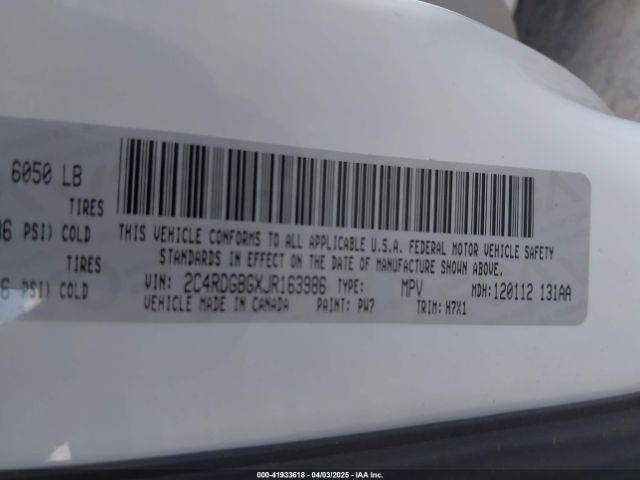 6050 LB
TIRES
PSI) COLD
TIRES
PSI) COLD
THIS VEHICLE CONFORMS TO ALL APPLICABLE U.S.A. FEDERAL MOTOR VEHICLE SAFETY
STANDARDS IN EFFECT ON THE DATE OF MANUFACTURE SHOWN ABOVE.
VIN: 2C4RDGBGXJR163986 TYPE: MPV MDH: 120112 131AA
VEHICLE MADE IN CANADA PAINT: PW7 TRIM: H7X1
000-41933618 - 04/03/2025 - IAA Inc.